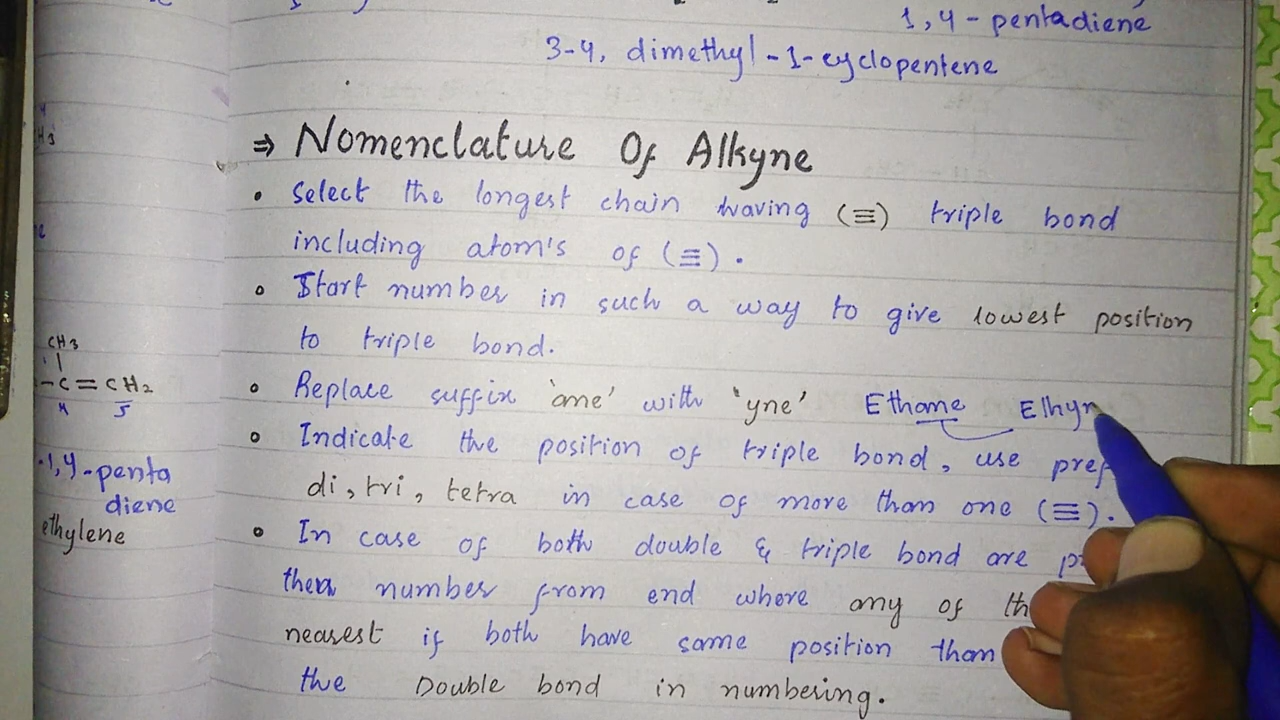 1,4 - pentadiene
3-4, dimethyl - 1-cyclopentene
⇒ Nomenclature Of Alkyne
• Select the longest chain having (≡) triple bond
including atom's of (≡).
• Start number in such a way to give lowest position
to triple bond.
• Replace suffix 'ane' with 'yne' Ethane Ethyn
• Indicate the position of triple bond, use pref
di, tri, tetra in case of more than one (≡).
• In case of both double & triple bond are p
then number from end where any of th
nearest if both have same position than
the Double bond in numbering.
CH3
-C=CH2
4 5
-1,4-penta
diene
ethylene